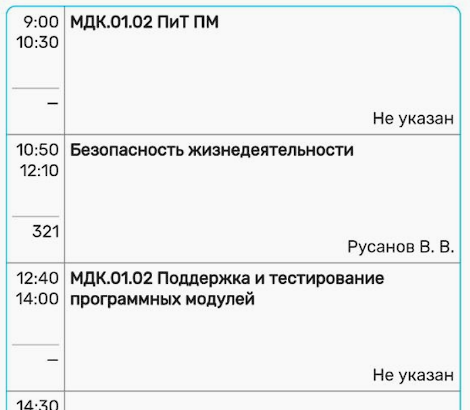 9:00 МДК.01.02 ПиТ ПМ
10:30
–
Не указан
10:50 Безопасность жизнедеятельности
12:10
321
Русанов В. В.
12:40 МДК.01.02 Поддержка и тестирование
14:00 программных модулей
–
Не указан
14:30